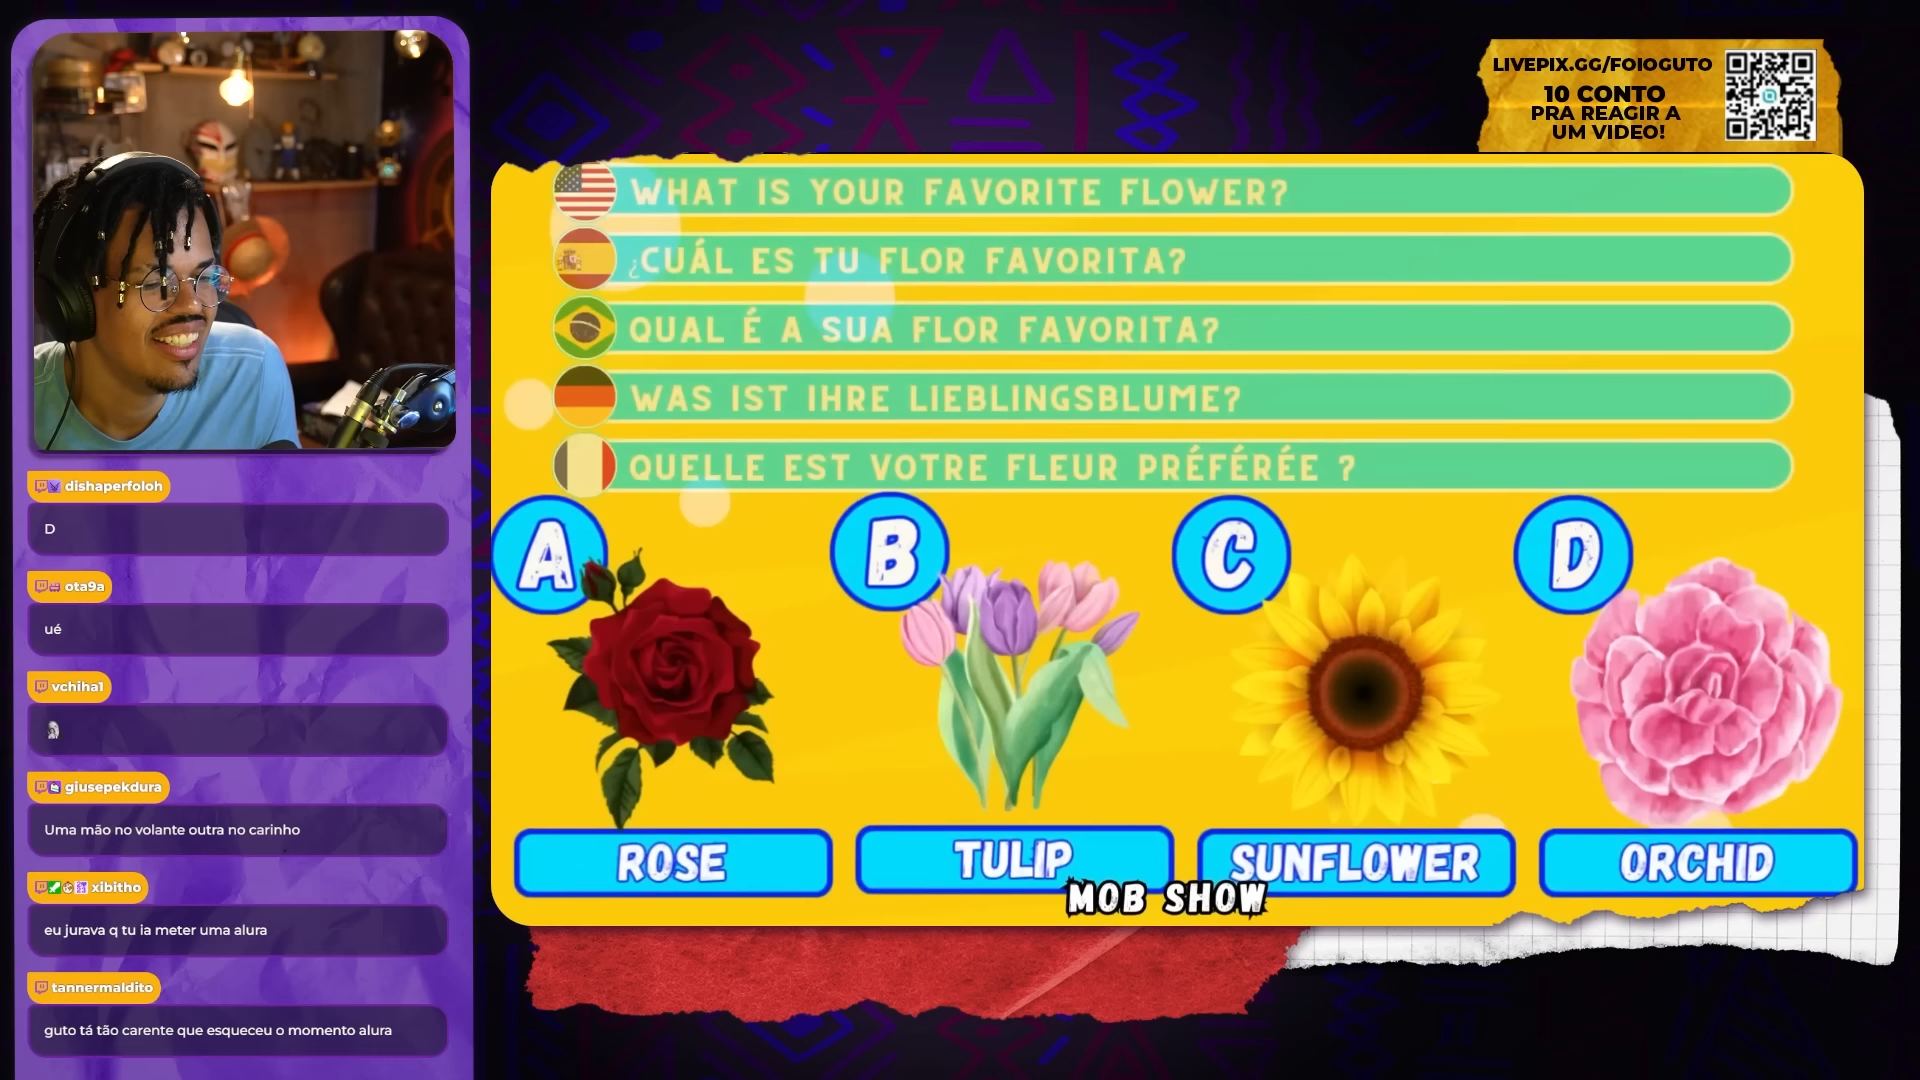 LIVEPIX.GG/FOIOGUTO
10 CONTO
PRA REAGIR A
UM VIDEO!
WHAT IS YOUR FAVORITE FLOWER?
¿CUÁL ES TU FLOR FAVORITA?
QUAL É A SUA FLOR FAVORITA?
WAS IST IHRE LIEBLINGSBLUME?
QUELLE EST VOTRE FLEUR PRÉFÉRÉE ?
A
B
C
D
ROSE
TULIP
SUNFLOWER
ORCHID
MOB SHOW
dishaperfoloh
D
ota9a
ué
vchiha1
giusepekdura
Uma mão no volante outra no carinho
xibitho
eu jurava q tu ia meter uma alura
tannermaldito
guto tá tão carente que esqueceu o momento alura